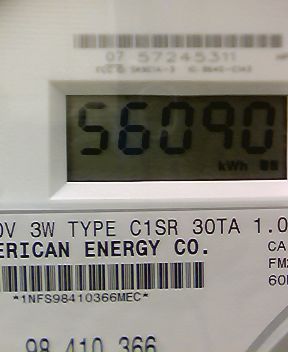 07 57245311
56090
kWh
0V 3W TYPE C1SR 30TA 1.0
ERICAN ENERGY CO.
CA
FM2
60
*1NFS98410366MEC*
98 410 366